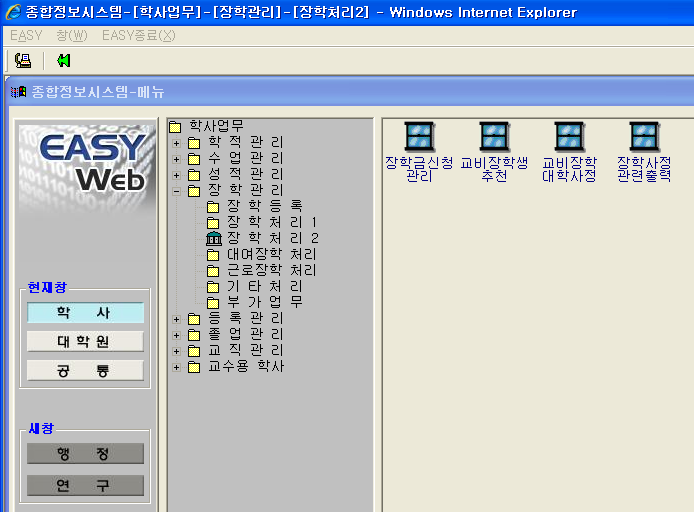 종합정보시스템-[학사업무]-[장학관리]-[장학처리2] - Windows Internet Explorer
EASY 창(W) EASY종료(X)
종합정보시스템-메뉴
EASY
Web
현재창
학 사
대 학 원
공 통
새창
행 정
연 구
학사업무
학 적 관 리
수 업 관 리
성 적 관 리
장 학 관 리
장 학 등 록
장 학 처 리 1
장 학 처 리 2
대여장학 처리
근로장학 처리
기 타 처 리
부 가 업 무
등 록 관 리
졸 업 관 리
교 직 관 리
교수용 학사
장학금신청
관리
교비장학생
추천
교비장학
대학사정
장학사정
관련출력